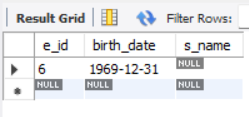 Result Grid Filter Rows:
e_id birth_date s_name
6 1969-12-31 NULL
NULL NULL NULL